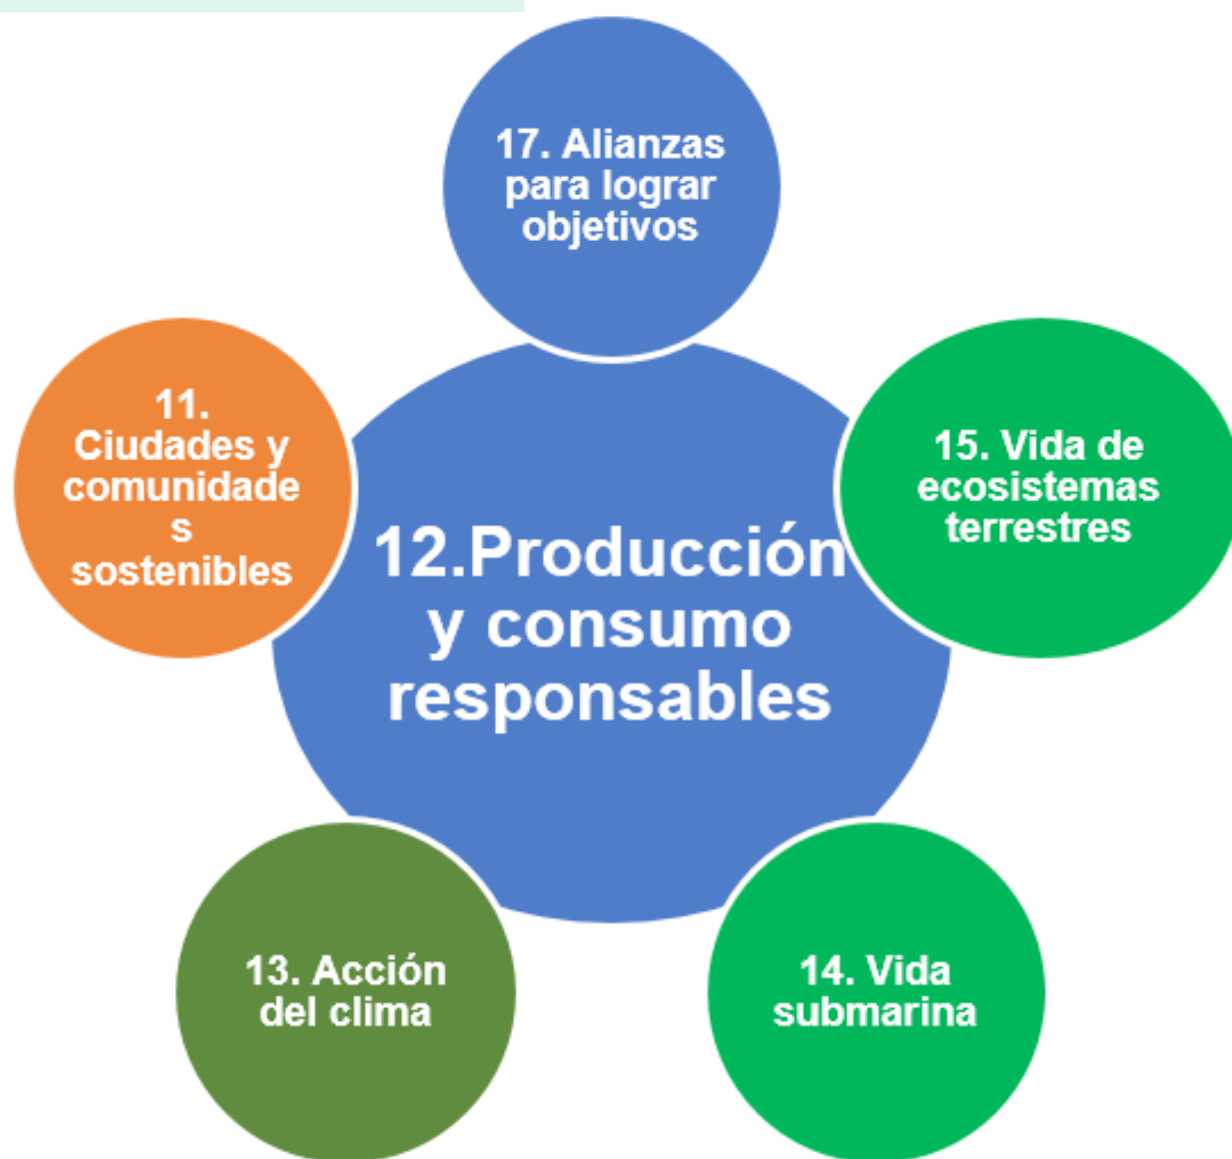 17. Alianzas
para lograr
objetivos
11.
Ciudades y
comunidade
s
sostenibles
15. Vida de
ecosistemas
terrestres
12.Producción
y consumo
responsables
13. Acción
del clima
14. Vida
submarina